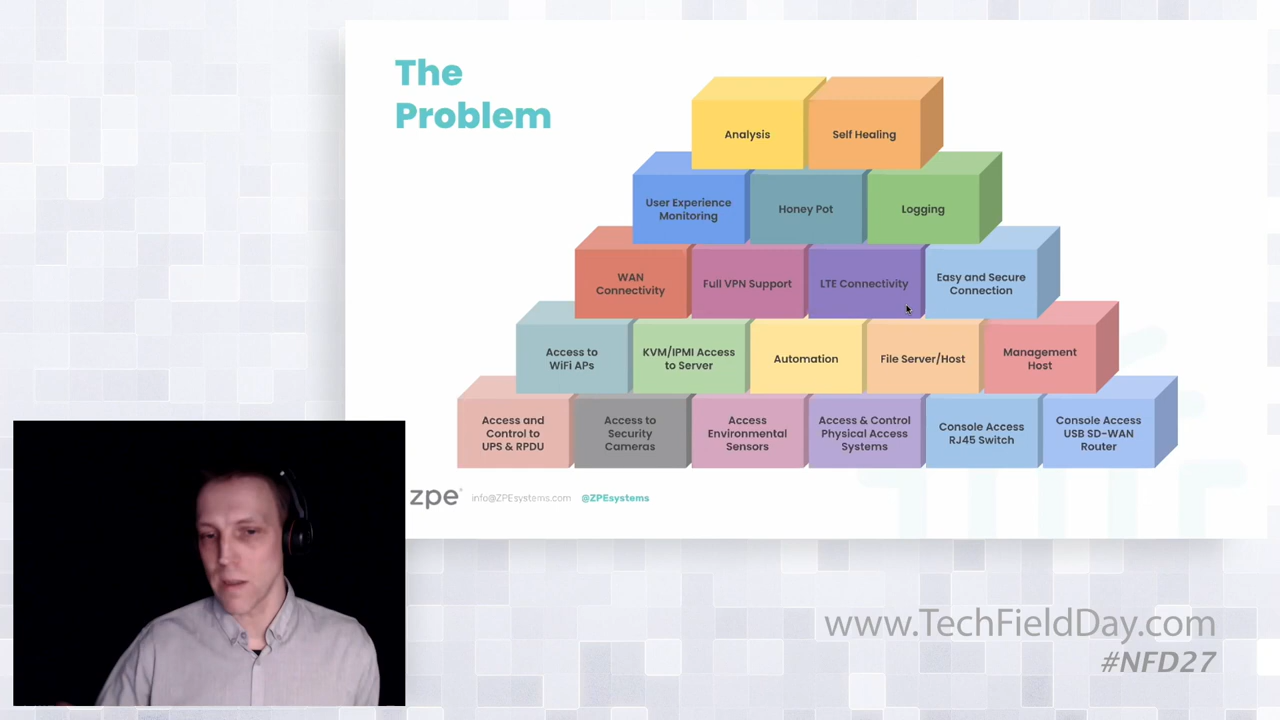 The
Problem
Analysis
Self Healing
User Experience
Monitoring
Honey Pot
Logging
WAN
Connectivity
Full VPN Support
LTE Connectivity
Easy and Secure
Connection
Access to
WiFi APs
KVM/IPMI Access
to Server
Automation
File Server/Host
Management
Host
Access and
Control to
UPS & RPDU
Access to
Security
Cameras
Access
Environmental
Sensors
Access & Control
Physical Access
Systems
Console Access
RJ45 Switch
Console Access
USB SD-WAN
Router
zpe info@ZPEsystems.com @ZPEsystems
www.TechFieldDay.com
#NFD27